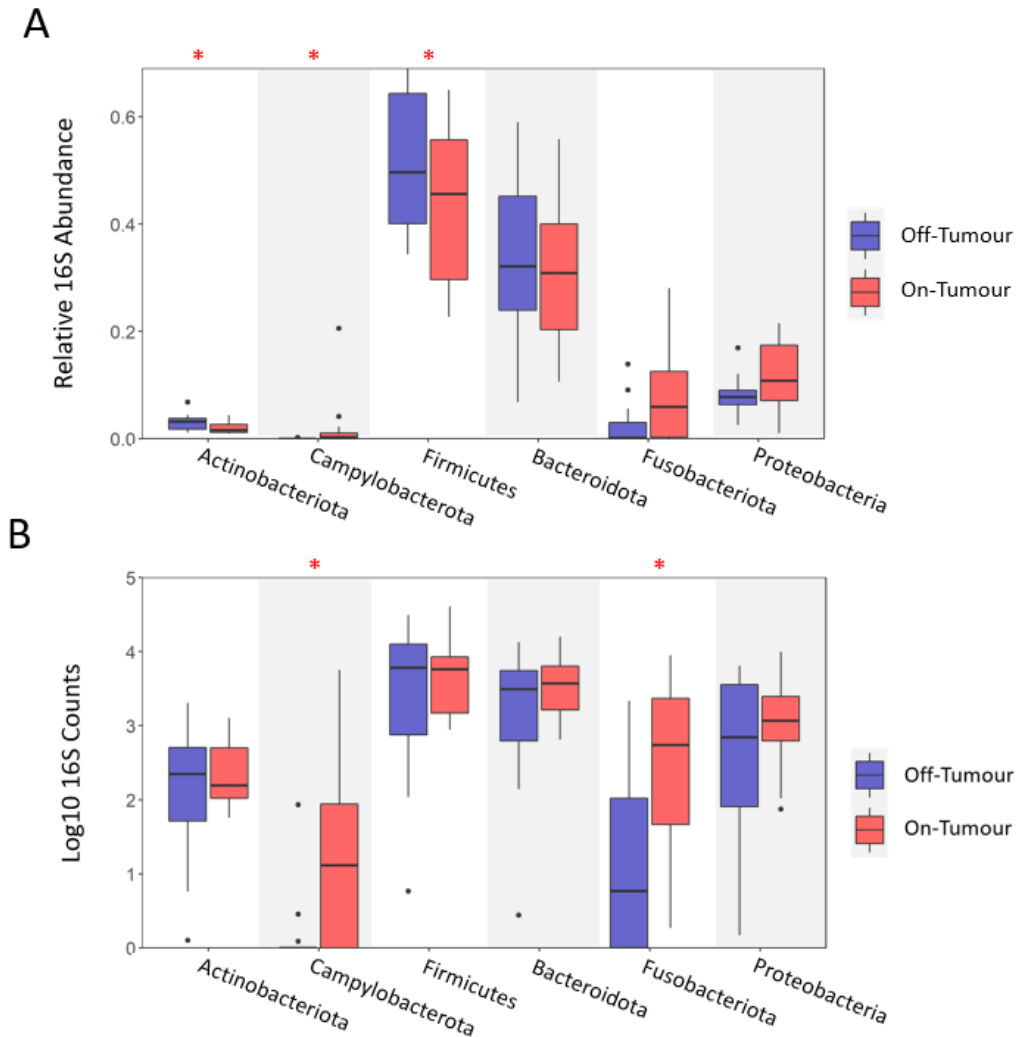 A
* * *
Relative 16S Abundance
0.6
0.4
0.2
0.0
Actinobacteriota
Campylobacterota
Firmicutes
Bacteroidota
Fusobacteriota
Proteobacteria
Off-Tumour
On-Tumour
B
* *
Log10 16S Counts
5
4
3
2
1
0
Actinobacteriota
Campylobacterota
Firmicutes
Bacteroidota
Fusobacteriota
Proteobacteria
Off-Tumour
On-Tumour